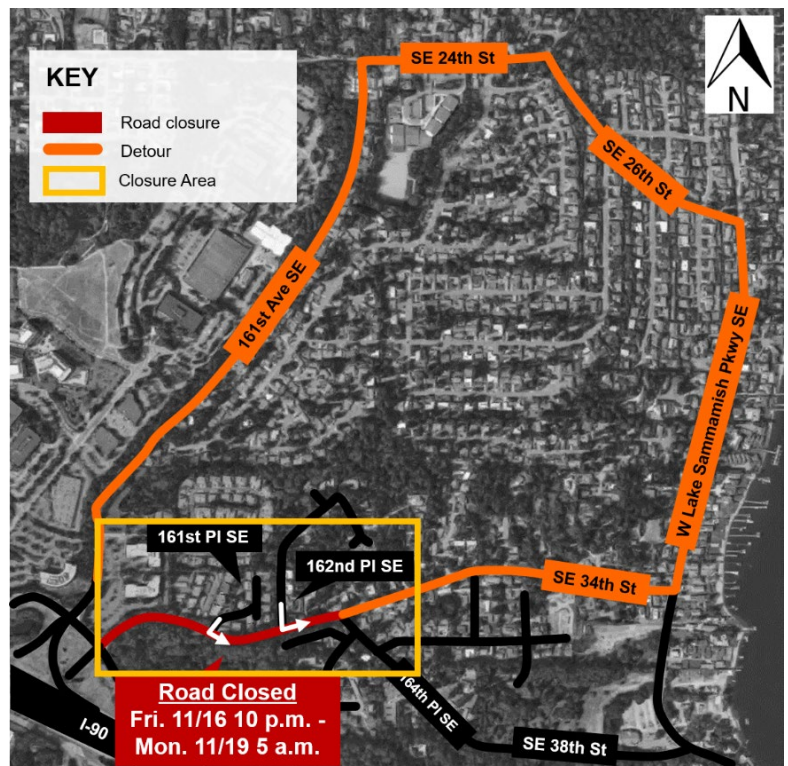 KEY
Road closure
Detour
Closure Area
SE 24th St
N
SE 26th St
161st Ave SE
W Lake Sammamish Pkwy SE
161st Pl SE
162nd Pl SE
SE 34th St
Road Closed
Fri. 11/16 10 p.m. -
Mon. 11/19 5 a.m.
164th Pl SE
I-90
SE 38th St